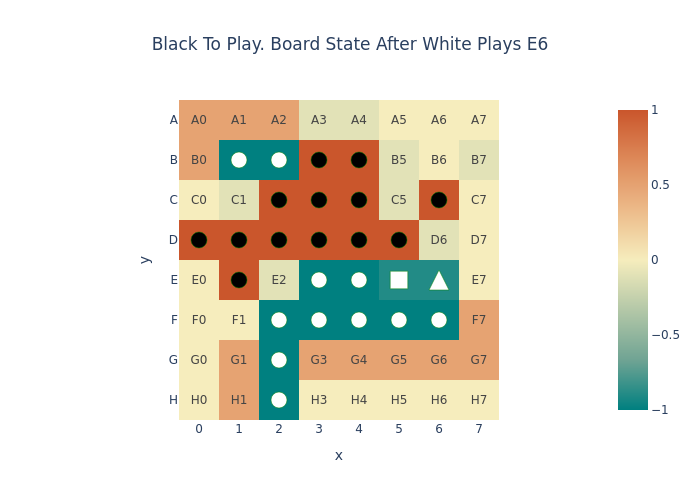 Black To Play. Board State After White Plays E6
A A0 A1 A2 A3 A4 A5 A6 A7
B B0 B5 B6 B7
C C0 C1 C5 C7
D D6 D7
E E0 E2 E7
F F0 F1 F7
G G0 G1 G3 G4 G5 G6 G7
H H0 H1 H3 H4 H5 H6 H7
0 1 2 3 4 5 6 7
x
y
1
0.5
0
−0.5
−1